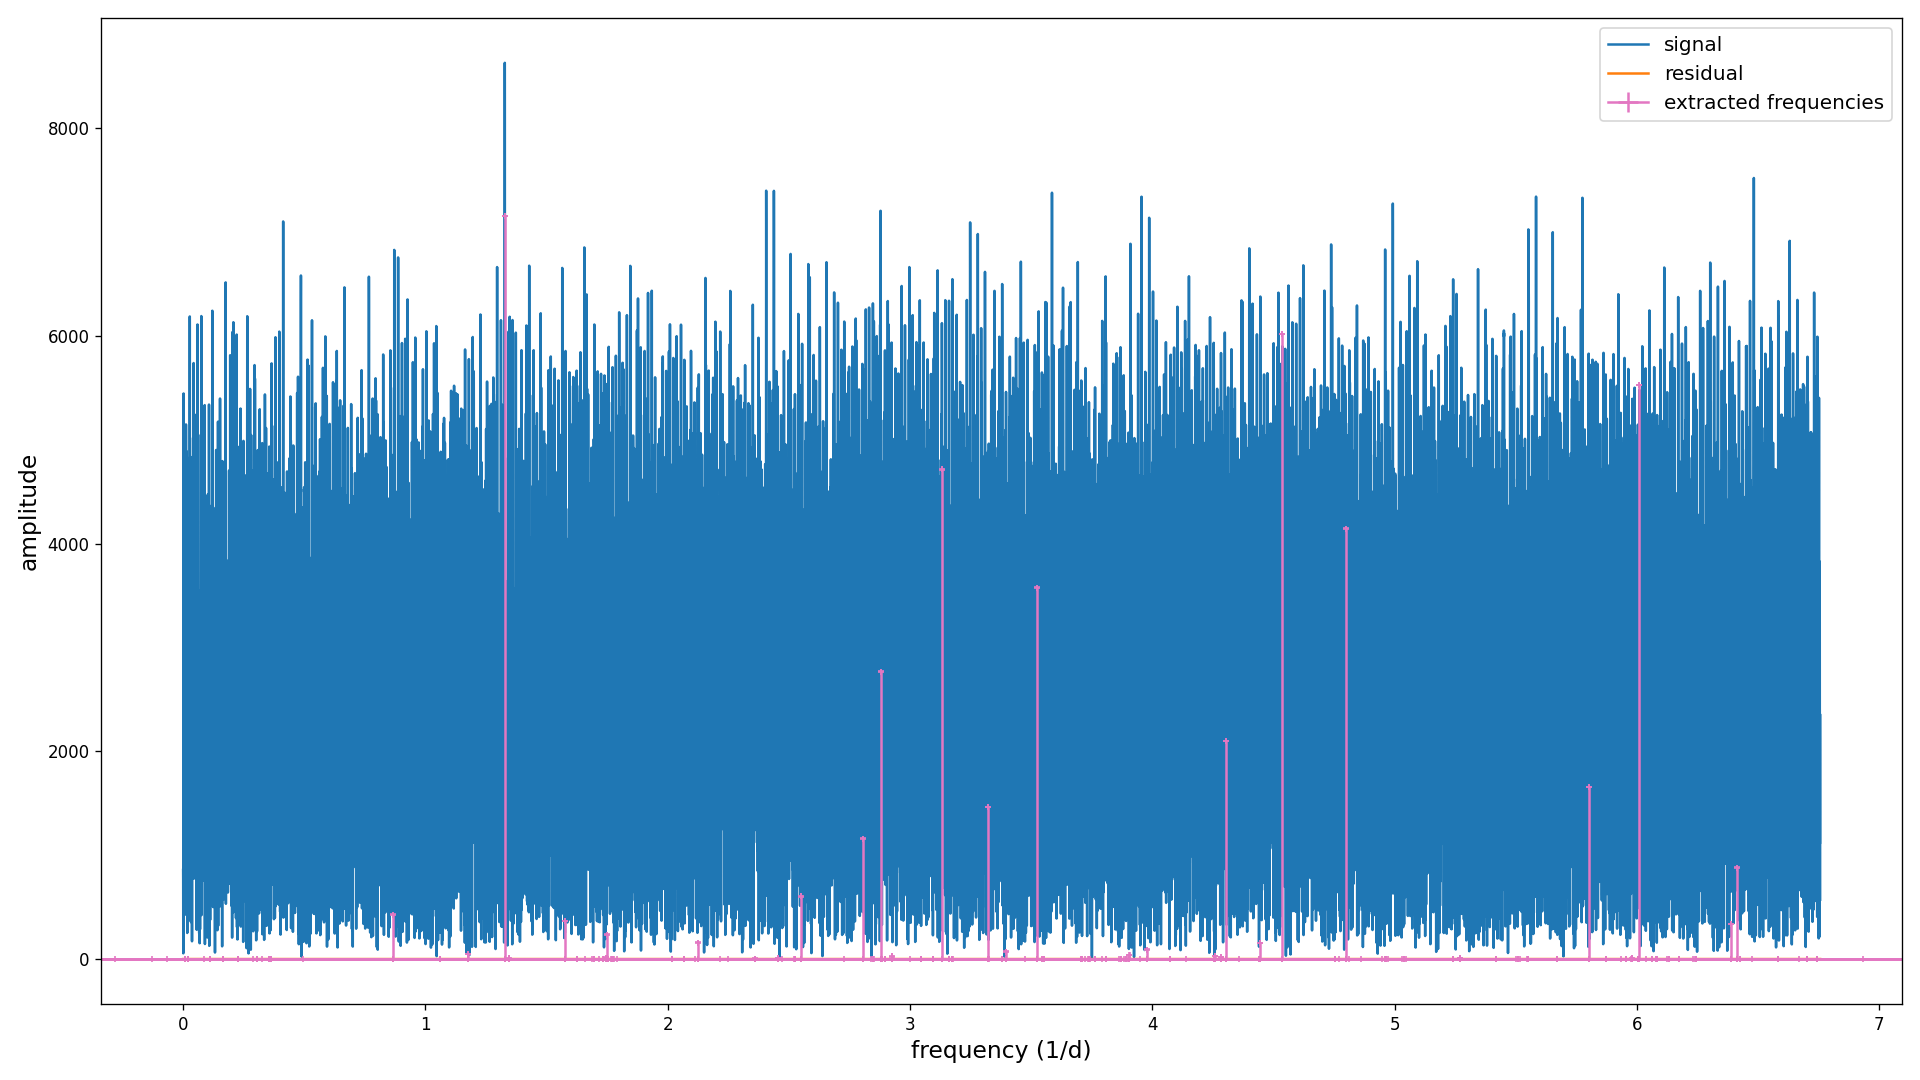 signal
residual
extracted frequencies
8000
6000
4000
2000
0
amplitude
0 1 2 3 4 5 6 7
frequency (1/d)